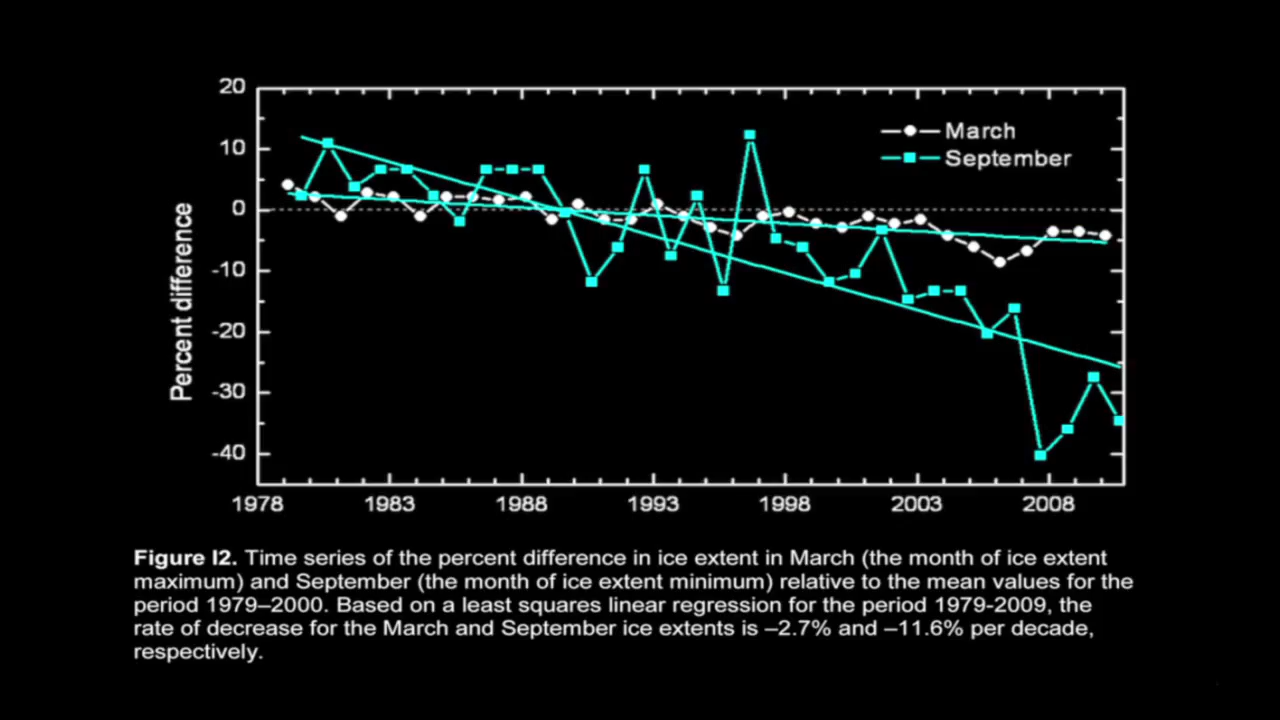 20
10
0
-10
-20
-30
-40
Percent difference
March
September
1978 1983 1988 1993 1998 2003 2008
Figure I2. Time series of the percent difference in ice extent in March (the month of ice extent
maximum) and September (the month of ice extent minimum) relative to the mean values for the
period 1979–2000. Based on a least squares linear regression for the period 1979-2009, the
rate of decrease for the March and September ice extents is –2.7% and –11.6% per decade,
respectively.